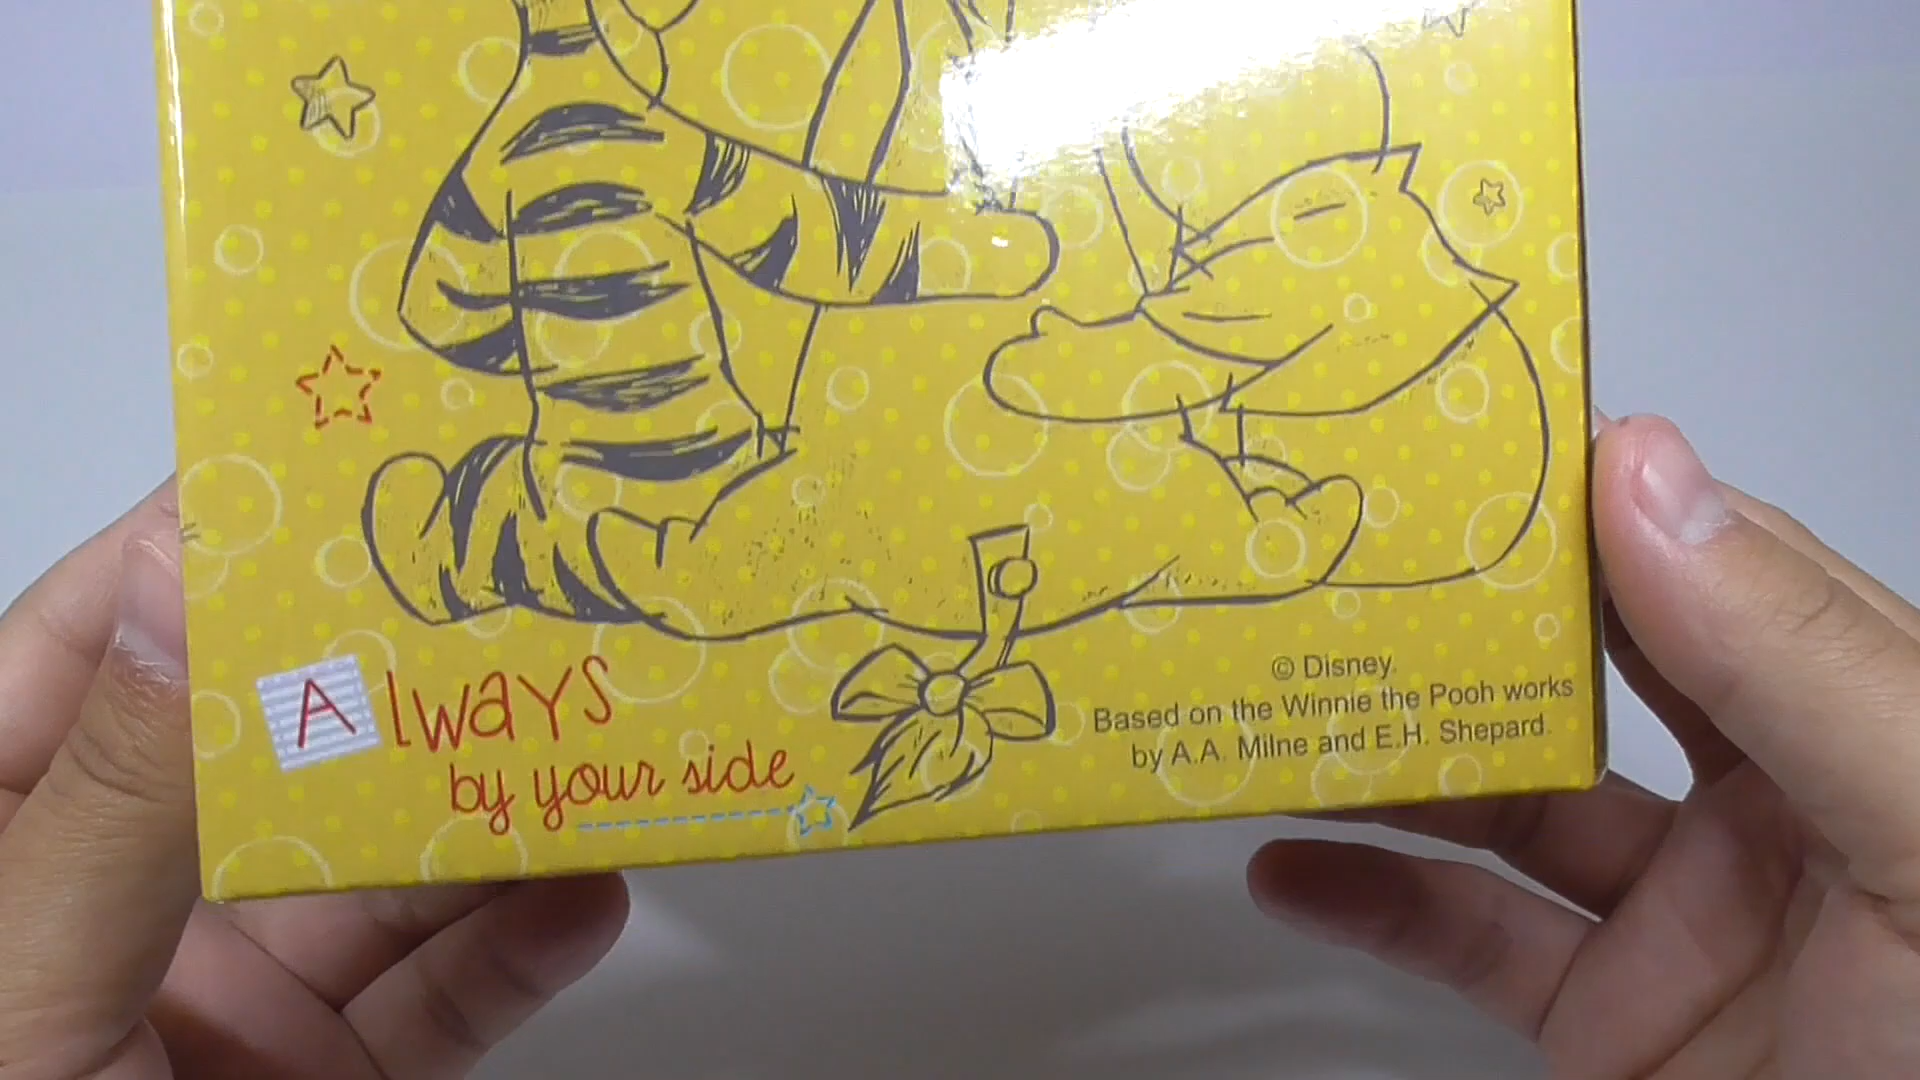 Always
by your side
© Disney.
Based on the Winnie the Pooh works
by A.A. Milne and E.H. Shepard.